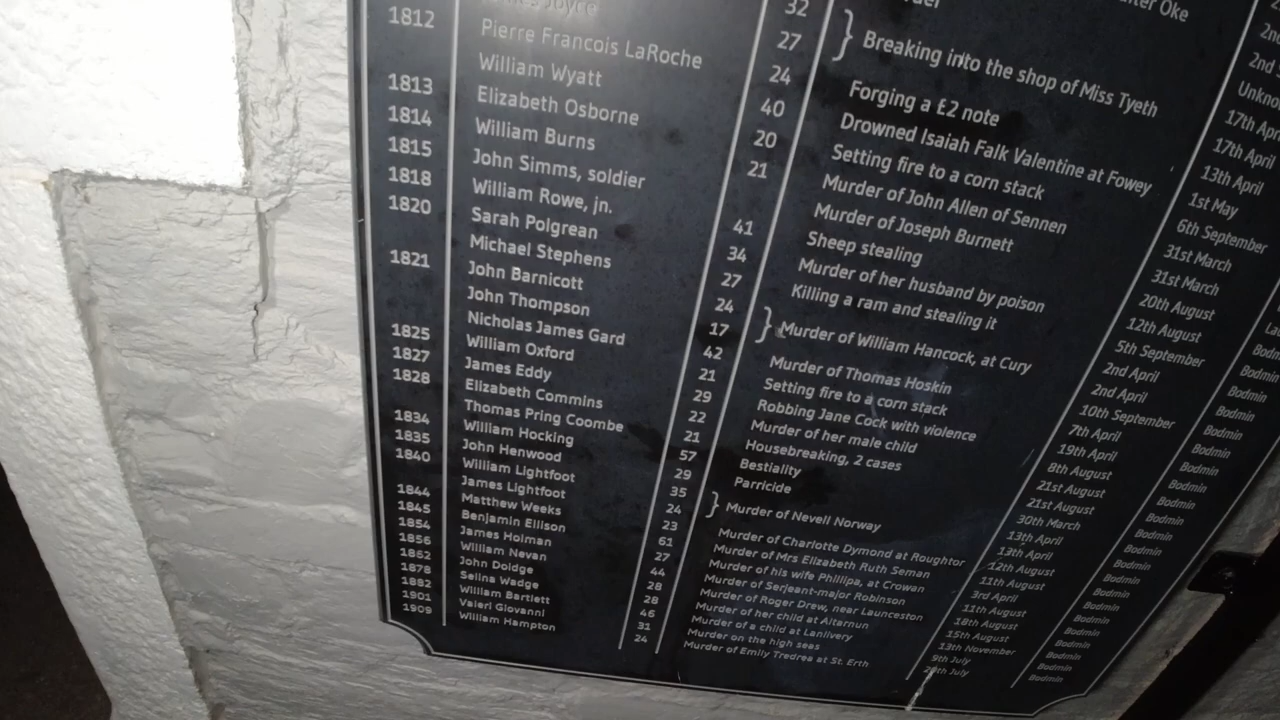 Oke
2nd
32
Joyce 27 } Breaking into the shop of Miss Tyeth 17th April
1812 Pierre Francois LaRoche 24 Forging a £2 note 13th April
William Wyatt 40 Drowned Isaiah Falk Valentine at Fowey 1st May
1813 Elizabeth Osborne 20 Setting fire to a corn stack 6th September
1814 William Burns 21 Murder of John Allen of Sennen 31st March
1815 John Simms, soldier Murder of Joseph Burnett 31st March
1818 William Rowe, jn. 41 Sheep stealing 20th August
1820 Sarah Polgrean 34 Murder of her husband by poison 12th August Bodmin
Michael Stephens 27 Killing a ram and stealing it 5th September Bodmin
1821 John Barnicott 24 } Murder of William Hancock, at Cury 2nd April Bodmin
John Thompson 17 2nd April Bodmin
Nicholas James Gard 42 Murder of Thomas Hoskin 10th September Bodmin
1825 William Oxford 21 Setting fire to a corn stack 7th April Bodmin
1827 James Eddy 29 Robbing Jane Cock with violence 19th April Bodmin
1828 Elizabeth Commins 22 Murder of her male child 8th August Bodmin
Thomas Pring Coombe 21 Housebreaking, 2 cases 21st August Bodmin
1834 William Hocking 57 Bestiality 21st August Bodmin
1835 John Henwood 29 Parricide 30th March Bodmin
1840 William Lightfoot 35 } Murder of Nevell Norway 13th April Bodmin
James Lightfoot 24 13th April Bodmin
1844 Matthew Weeks 23 Murder of Charlotte Dymond at Roughtor 12th August Bodmin
1845 Benjamin Ellison 61 Murder of Mrs Elizabeth Ruth Seman 11th August Bodmin
1854 James Holman 27 Murder of his wife Phillipa, at Crowan 3rd April Bodmin
1856 William Nevan 44 Murder of Serjeant-major Robinson 11th August Bodmin
1862 John Doidge 28 Murder of Roger Drew, near Launceston 18th August Bodmin
1878 Selina Wadge 28 Murder of her child at Altarnun 15th August Bodmin
1882 William Bartlett 46 Murder of a child at Lanlivery 13th November Bodmin
1901 Valeri Giovanni 31 Murder on the high seas 9th July Bodmin
1909 William Hampton 24 Murder of Emily Tredrea at St. Erth 20th July Bodmin